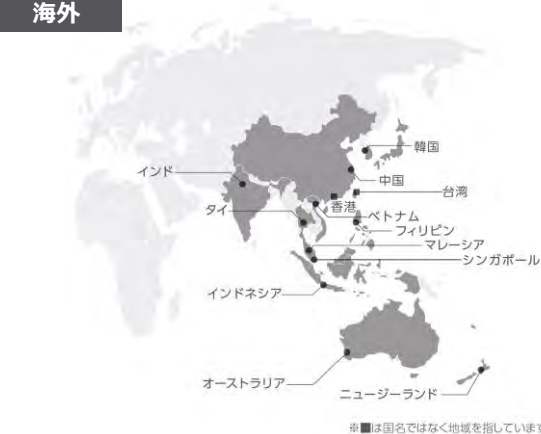 海外
韓国
インド
中国
台湾
香港
タイ
ベトナム
フィリピン
マレーシア
シンガポール
インドネシア
オーストラリア
ニュージーランド
※■は国名ではなく地域を指しています